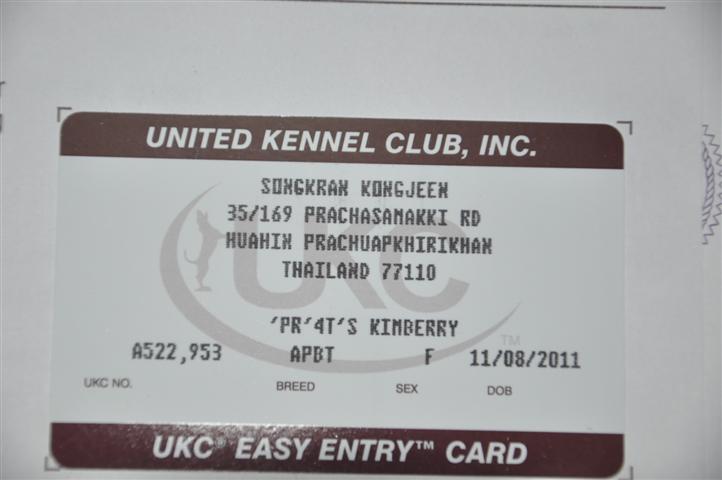 UNITED KENNEL CLUB, INC.
SONGKRAN KONGJEEN
35/169 PRACHASAMAKKI RD
HUAHIN PRACHUAPKHIRIKHAN
THAILAND 77110
UKC
'PR'4T'S KIMBERRY
TM
A522,953 APBT F 11/08/2011
UKC NO. BREED SEX DOB
UKC® EASY ENTRY™ CARD